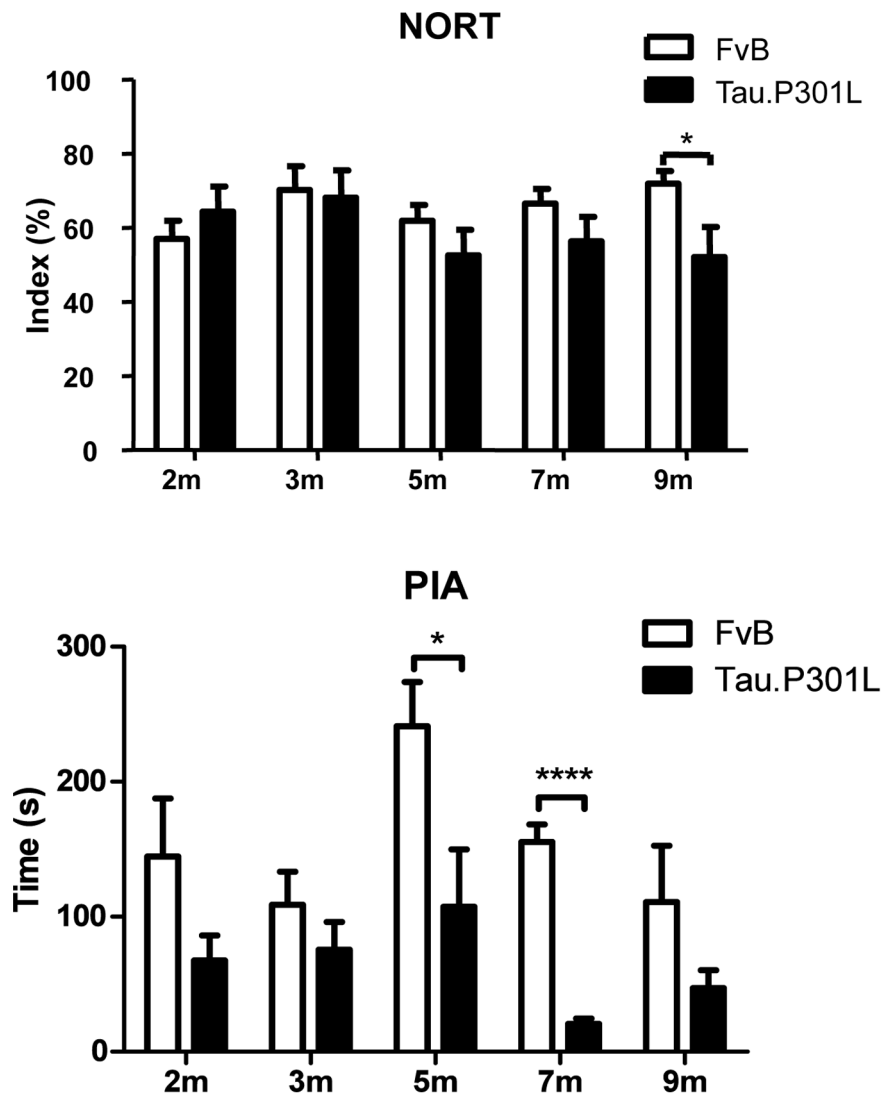 NORT
FvB
Tau.P301L
Index (%)
100
80
60
40
20
0
*
2m 3m 5m 7m 9m
PIA
FvB
Tau.P301L
Time (s)
300
200
100
0
*
****
2m 3m 5m 7m 9m